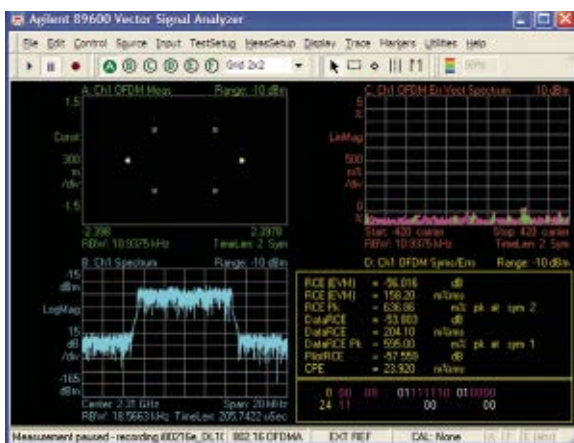 Agilent 89600 Vector Signal Analyzer
File Edit Control Source Input TestSetup MeasSetup Display Trace Markers Utilities Help
A B C D E F Grid 2x2
A: Ch1 OFDM Meas Range: -10 dBm
1.5
Const
300
m
/div
-1.5
-2.398 2.3978
RBW: 10.9375 kHz TimeLen: 2 Sym
C: Ch1 OFDM Err Vect Spectrum -10 dBm
5
%
LinMag
500
m%
/div
0
%
Start: -420 carrier Stop: 420 carrier
RBW: 10.9375 kHz TimeLen: 2 Sym
B: Ch1 Spectrum Range: -10 dBm
-15
dBm
LogMag
15
dB
/div
-165
dBm
Center: 2.31 GHz Span: 20 MHz
RBW: 18.5663 kHz TimeLen: 205.7422 uSec
D: Ch1 OFDM Syms/Errs Range: -10 dBm
RCE (EVM) = -56.016 dB
RCE (EVM) = 158.20 m%rms
RCE Pk = 636.86 m% pk at sym 2
DataRCE = -53.803 dB
DataRCE = 204.10 m%rms
DataRCE Pk = 595.00 m% pk at sym 1
PilotRCE = -57.559 dB
CPE = 23.920 m%rms
0 00 00 01111110 010000
24 11 00 00
Measurement paused - recording 802.16 OFDMA EXT REF CAL: None